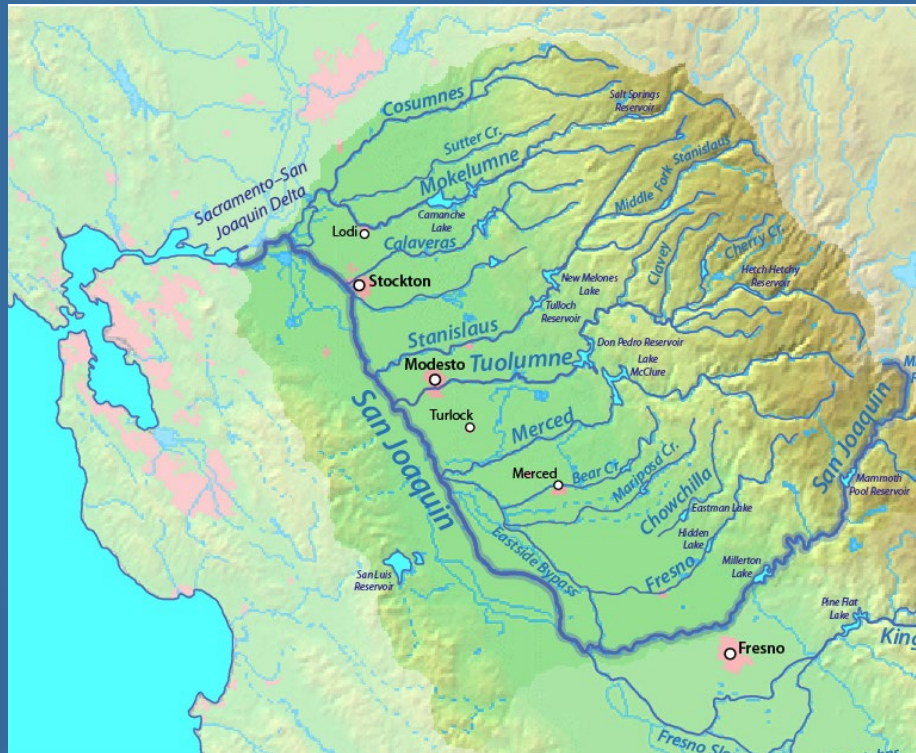 Cosumnes
Salt Springs
Reservoir
Sutter Cr.
Mokelumne
Middle Fork Stanislaus
Sacramento–San
Joaquin Delta
Lodi
Camanche
Lake
Calaveras
Clavey
Cherry Cr.
Hetch Hetchy
Reservoir
Stockton
New Melones
Lake
Tulloch
Reservoir
Stanislaus
Don Pedro Reservoir
Modesto
Tuolumne
Lake
McClure
Turlock
San Joaquin
Merced
San Joaquin
Merced
Bear Cr.
Mariposa Cr.
Chowchilla
Mammoth
Pool Reservoir
Eastman Lake
Hidden
Lake
Eastside Bypass
Fresno
Millerton
Lake
San Luis
Reservoir
Pine Flat
Lake
King
Fresno
Fresno Sl